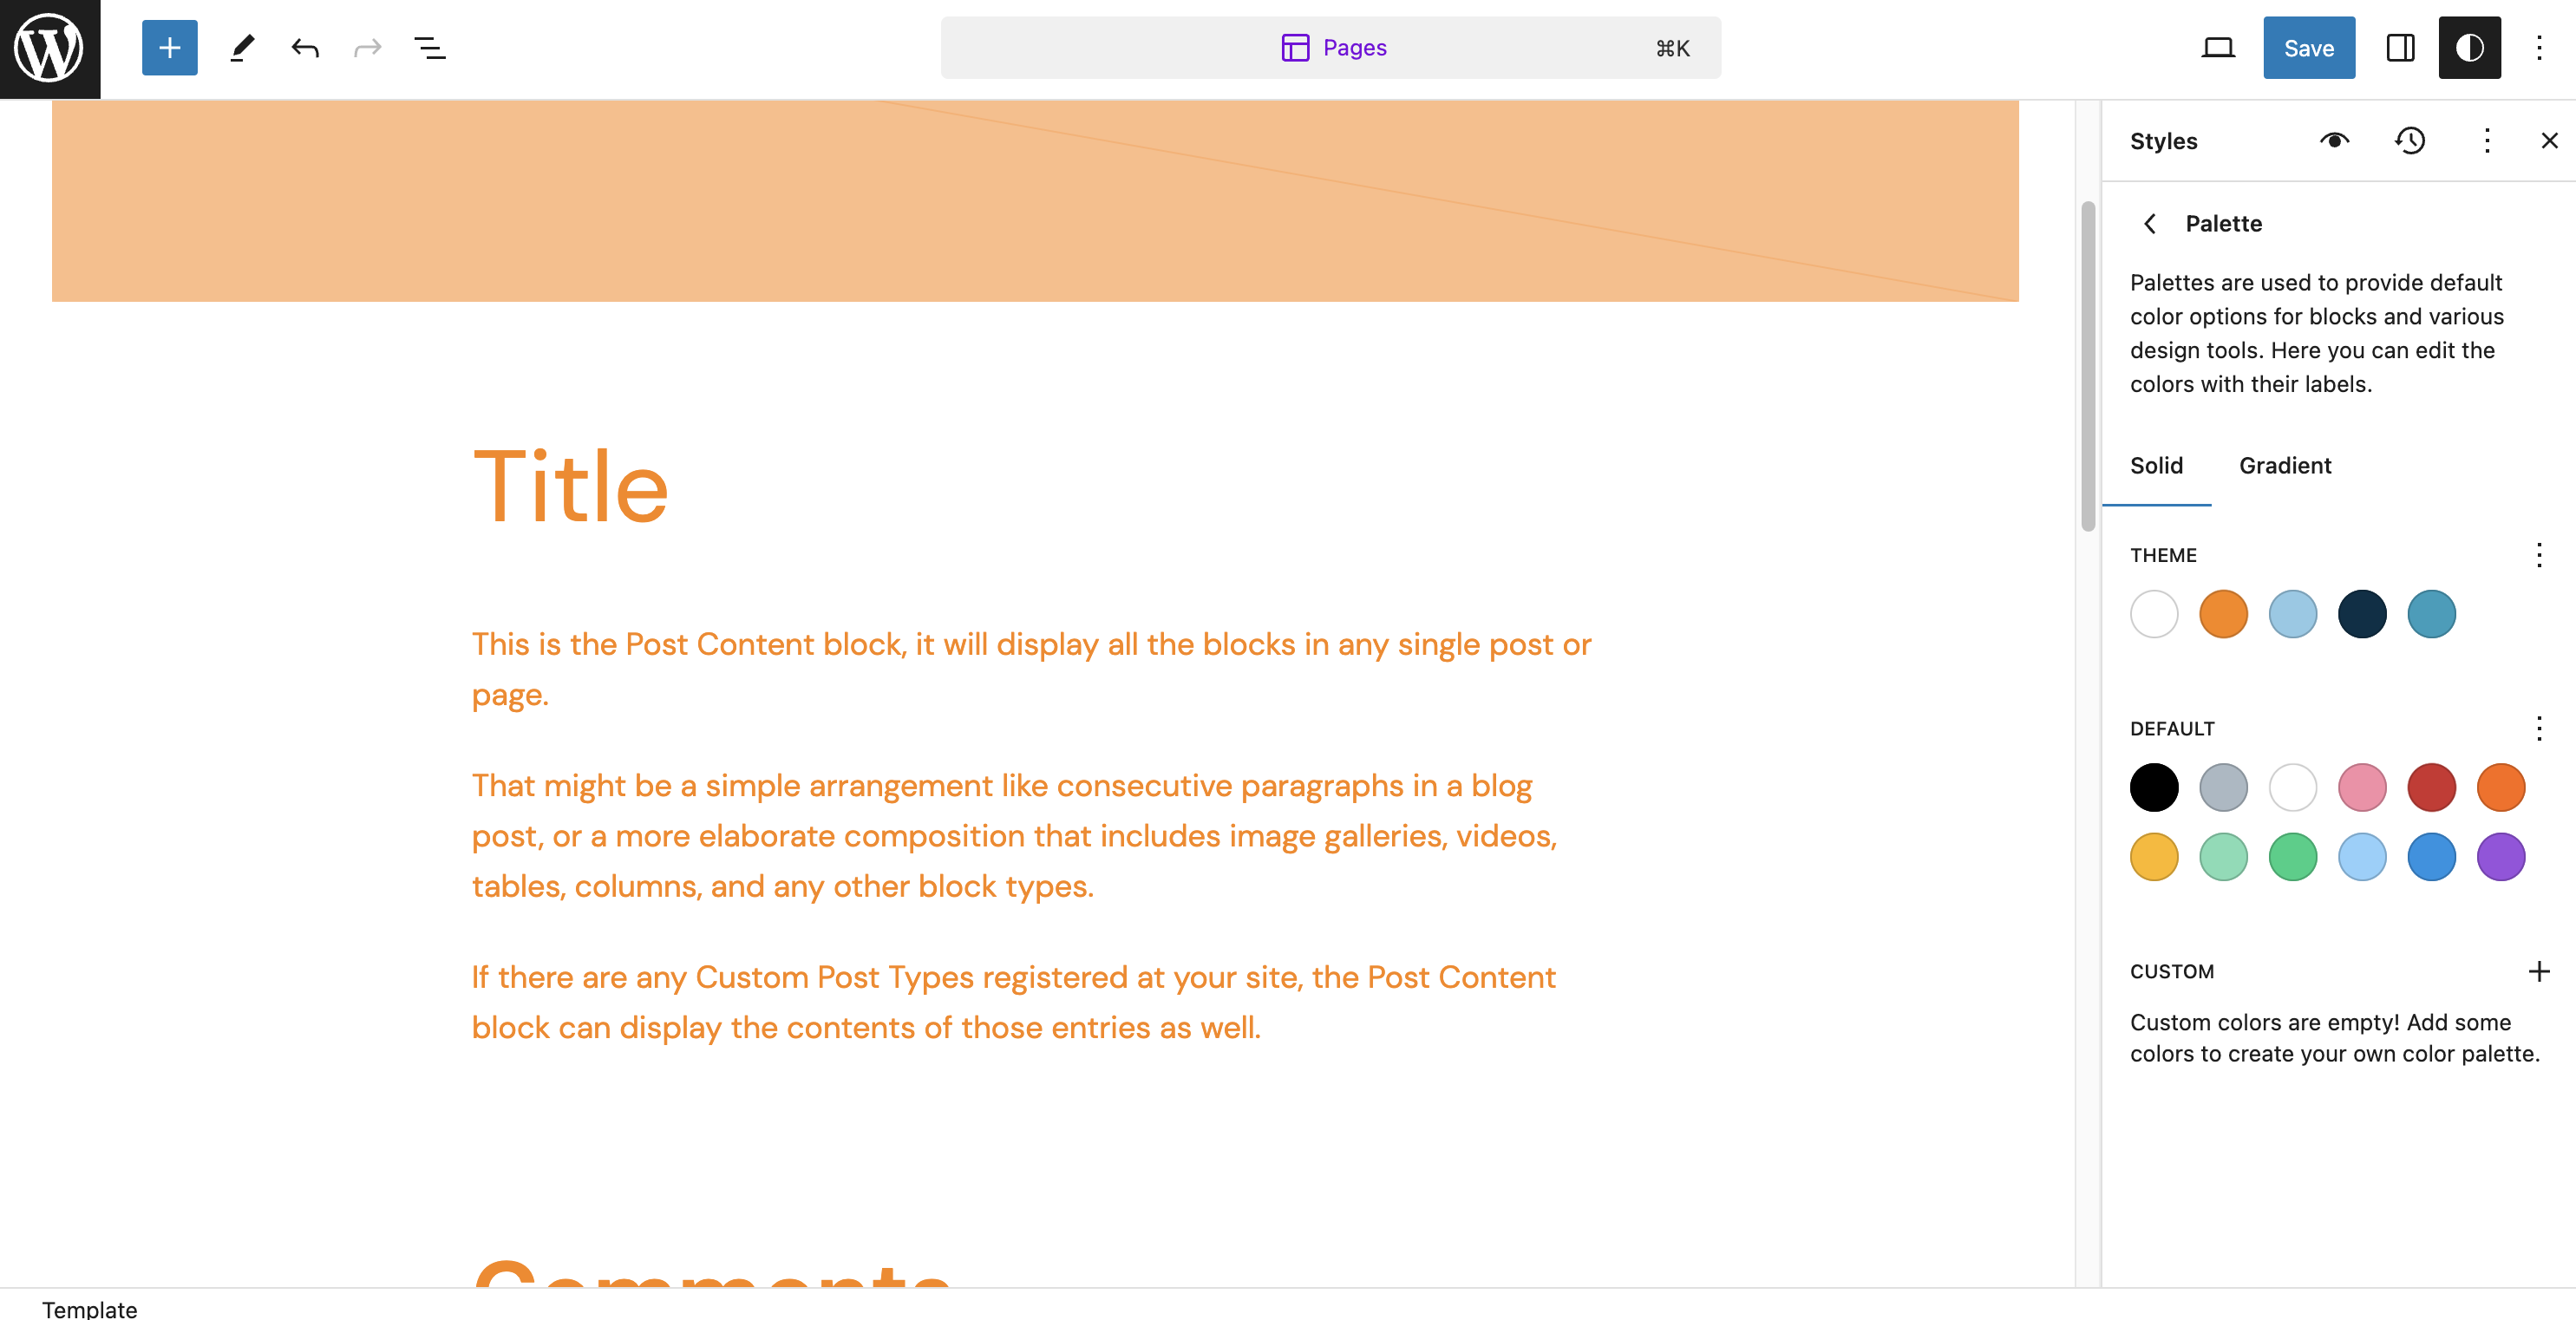 Pages
⌘K
Save
Styles
Palette
Palettes are used to provide default
color options for blocks and various
design tools. Here you can edit the
colors with their labels.
Solid
Gradient
THEME
DEFAULT
CUSTOM
Custom colors are empty! Add some
colors to create your own color palette.
Title
This is the Post Content block, it will display all the blocks in any single post or
page.
That might be a simple arrangement like consecutive paragraphs in a blog
post, or a more elaborate composition that includes image galleries, videos,
tables, columns, and any other block types.
If there are any Custom Post Types registered at your site, the Post Content
block can display the contents of those entries as well.
Comments
Template